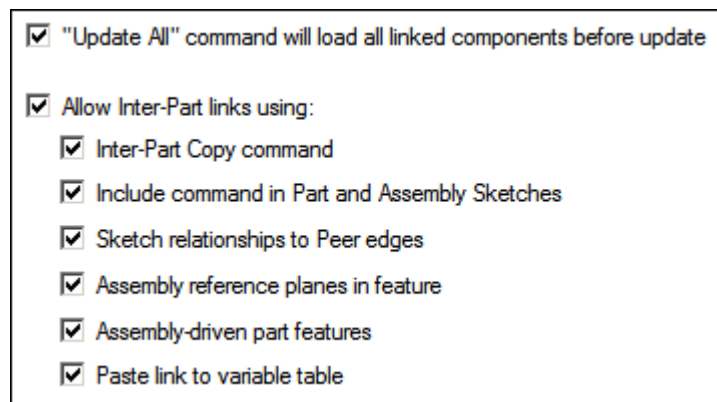 "Update All" command will load all linked components before update
Allow Inter-Part links using:
Inter-Part Copy command
Include command in Part and Assembly Sketches
Sketch relationships to Peer edges
Assembly reference planes in feature
Assembly-driven part features
Paste link to variable table